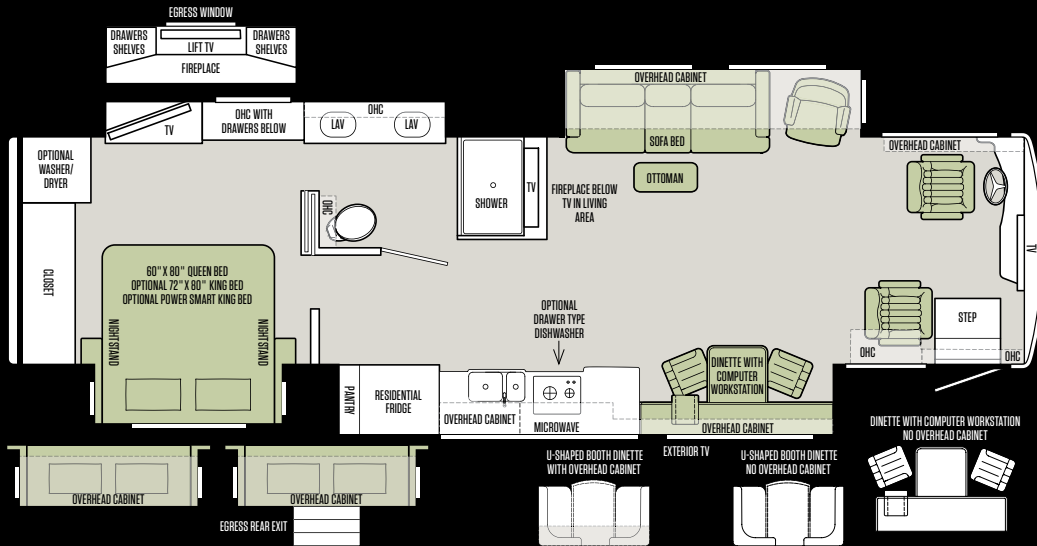 EGRESS WINDOW
DRAWERS
SHELVES
LIFT TV
DRAWERS
SHELVES
FIREPLACE
TV
OHC WITH
DRAWERS BELOW
OHC
LAV
LAV
OVERHEAD CABINET
SOFA BED
OVERHEAD CABINET
OPTIONAL
WASHER/
DRYER
OHC
SHOWER
TV
FIREPLACE BELOW
TV IN LIVING
AREA
OTTOMAN
TV
CLOSET
60" X 80" QUEEN BED
OPTIONAL 72" X 80" KING BED
OPTIONAL POWER SMART KING BED
NIGHTSTAND
NIGHTSTAND
OPTIONAL
DRAWER TYPE
DISHWASHER
STEP
OHC
OHC
PANTRY
RESIDENTIAL
FRIDGE
OVERHEAD CABINET
MICROWAVE
DINETTE WITH
COMPUTER
WORKSTATION
OVERHEAD CABINET
EXTERIOR TV
DINETTE WITH COMPUTER WORKSTATION
NO OVERHEAD CABINET
U-SHAPED BOOTH DINETTE
WITH OVERHEAD CABINET
U-SHAPED BOOTH DINETTE
NO OVERHEAD CABINET
OVERHEAD CABINET
OVERHEAD CABINET
EGRESS REAR EXIT